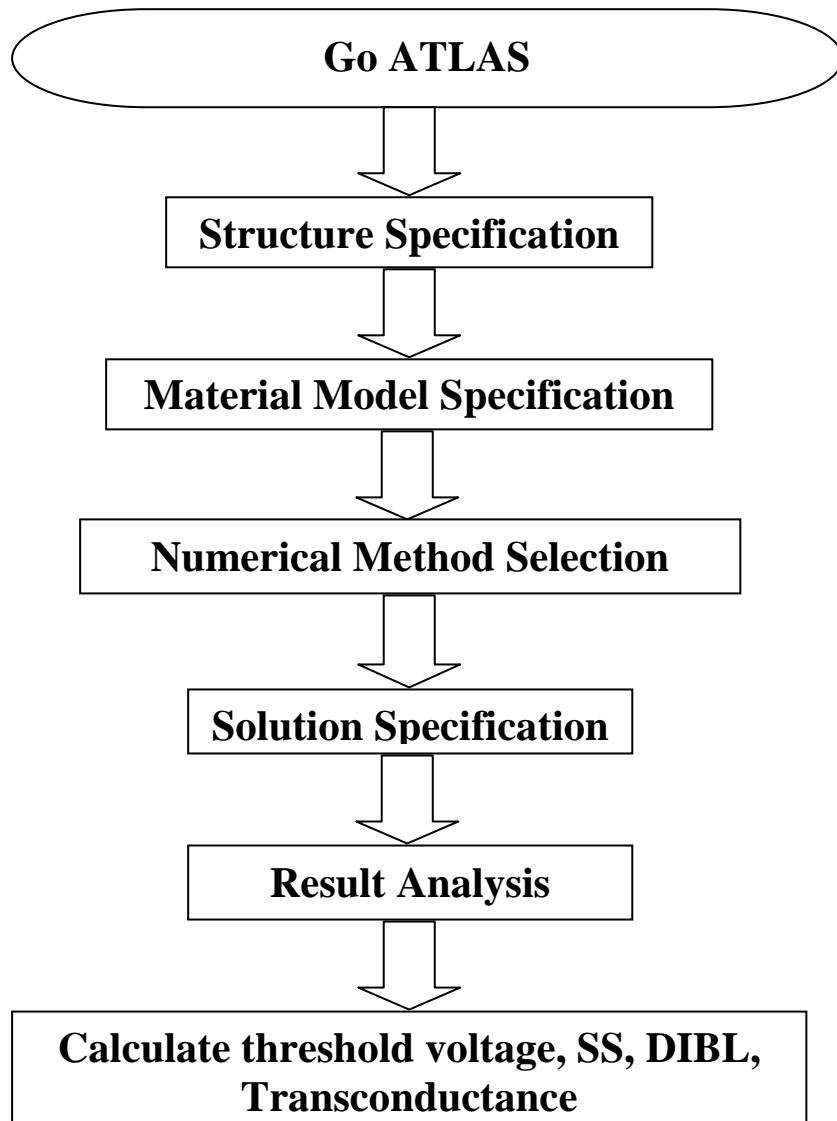 Go ATLAS
Structure Specification
Material Model Specification
Numerical Method Selection
Solution Specification
Result Analysis
Calculate threshold voltage, SS, DIBL,
Transconductance